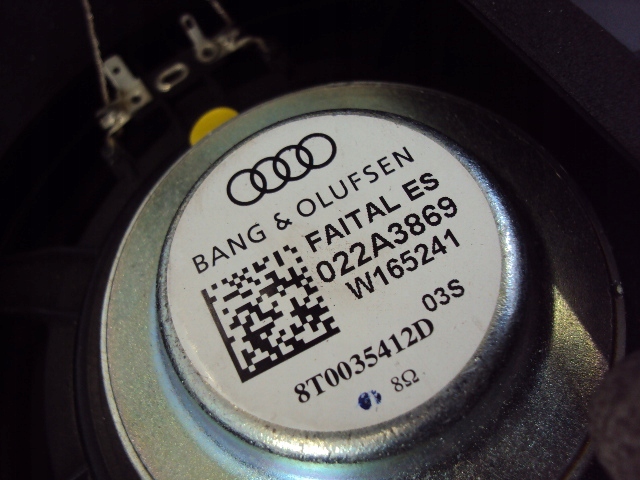 BANG & OLUFSEN
FAITAL ES
022A3869
W165241
03S
8T0035412D
8Ω